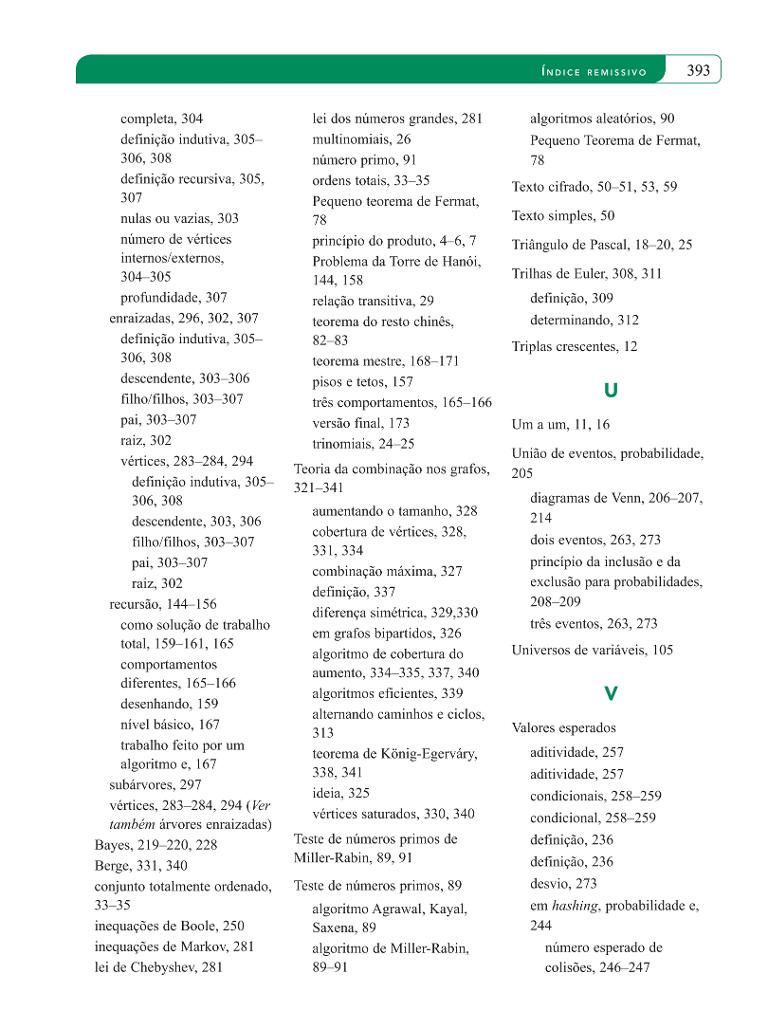 ÍNDICE REMISSIVO 393
completa, 304
definição indutiva, 305–
306, 308
definição recursiva, 305,
307
nulas ou vazias, 303
número de vértices
internos/externos,
304–305
profundidade, 307
enraizadas, 296, 302, 307
definição indutiva, 305–
306, 308
descendente, 303–306
filho/filhos, 303–307
pai, 303–307
raiz, 302
vértices, 283–284, 294
definição indutiva, 305–
306, 308
descendente, 303, 306
filho/filhos, 303–307
pai, 303–307
raiz, 302
recursão, 144–156
como solução de trabalho
total, 159–161, 165
comportamentos
diferentes, 165–166
desenhando, 159
nível básico, 167
trabalho feito por um
algoritmo e, 167
subárvores, 297
vértices, 283–284, 294 (Ver
também árvores enraizadas)
Bayes, 219–220, 228
Berge, 331, 340
conjunto totalmente ordenado,
33–35
inequações de Boole, 250
inequações de Markov, 281
lei de Chebyshev, 281
lei dos números grandes, 281
multinomiais, 26
número primo, 91
ordens totais, 33–35
Pequeno teorema de Fermat,
78
princípio do produto, 4–6, 7
Problema da Torre de Hanói,
144, 158
relação transitiva, 29
teorema do resto chinês,
82–83
teorema mestre, 168–171
pisos e tetos, 157
três comportamentos, 165–166
versão final, 173
trinomiais, 24–25
Teoria da combinação nos grafos,
321–341
aumentando o tamanho, 328
cobertura de vértices, 328,
331, 334
combinação máxima, 327
definição, 337
diferença simétrica, 329,330
em grafos bipartidos, 326
algoritmo de cobertura do
aumento, 334–335, 337, 340
algoritmos eficientes, 339
alternando caminhos e ciclos,
313
teorema de König-Egerváry,
338, 341
ideia, 325
vértices saturados, 330, 340
Teste de números primos de
Miller-Rabin, 89, 91
Teste de números primos, 89
algoritmo Agrawal, Kayal,
Saxena, 89
algoritmo de Miller-Rabin,
89–91
algoritmos aleatórios, 90
Pequeno Teorema de Fermat,
78
Texto cifrado, 50–51, 53, 59
Texto simples, 50
Triângulo de Pascal, 18–20, 25
Trilhas de Euler, 308, 311
definição, 309
determinando, 312
Triplas crescentes, 12
U
Um a um, 11, 16
União de eventos, probabilidade,
205
diagramas de Venn, 206–207,
214
dois eventos, 263, 273
princípio da inclusão e da
exclusão para probabilidades,
208–209
três eventos, 263, 273
Universos de variáveis, 105
V
Valores esperados
aditividade, 257
aditividade, 257
condicionais, 258–259
condicional, 258–259
definição, 236
definição, 236
desvio, 273
em hashing, probabilidade e,
244
número esperado de
colisões, 246–247